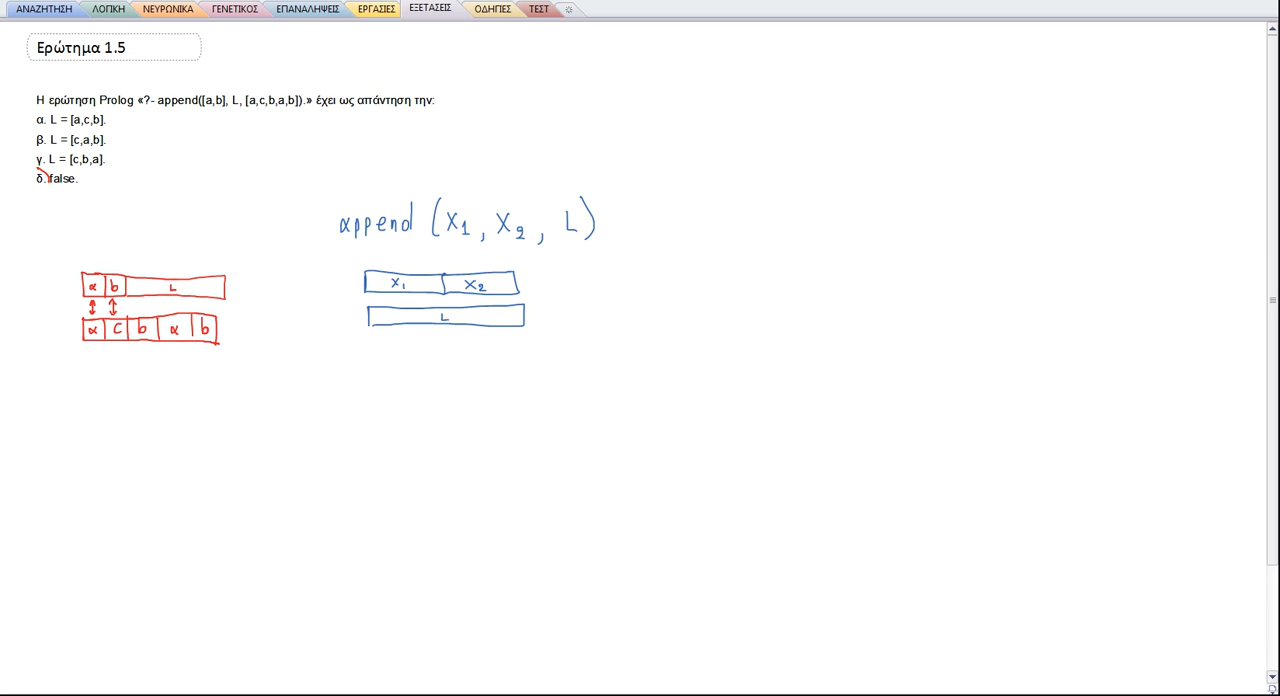 ΑΝΑΖΗΤΗΣΗ ΛΟΓΙΚΗ ΝΕΥΡΩΝΙΚΑ ΓΕΝΕΤΙΚΟΣ ΕΠΑΝΑΛΗΨΕΙΣ ΕΡΓΑΣΙΕΣ ΕΞΕΤΑΣΕΙΣ ΟΔΗΓΙΕΣ ΤΕΣΤ
Ερώτημα 1.5
Η ερώτηση Prolog «?- append([a,b], L, [a,c,b,a,b]).» έχει ως απάντηση την:
α. L = [a,c,b].
β. L = [c,a,b].
γ. L = [c,b,a].
δ. false.
append (X1, X2, L)
a b L
X1 X2
a c b a b
L